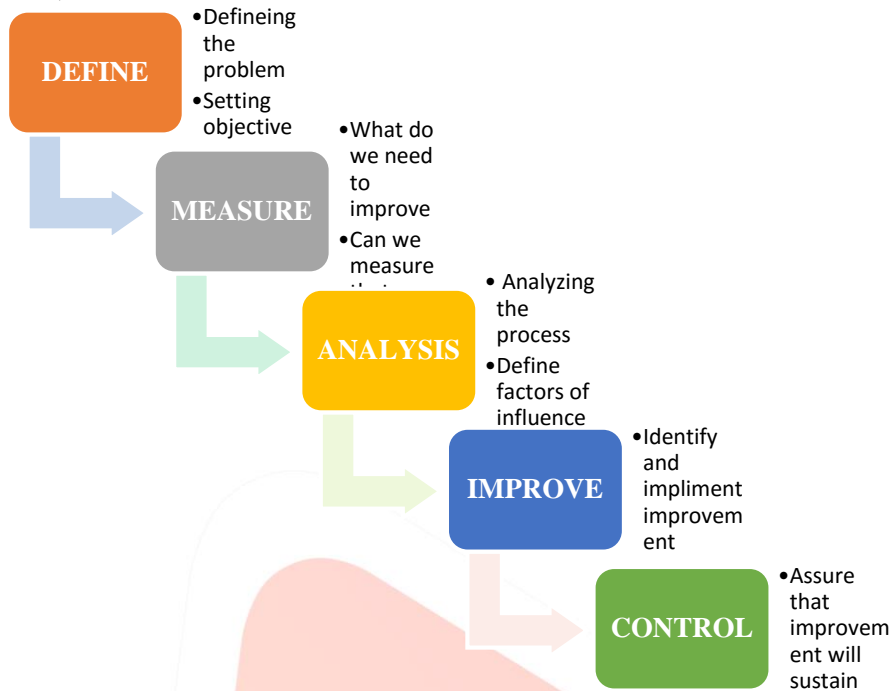 DEFINE
•Defineing
the
problem
•Setting
objective
MEASURE
•What do
we need
to
improve
•Can we
measure
ANALYSIS
• Analyzing
the
process
•Define
factors of
influence
IMPROVE
•Identify
and
impliment
improvem
ent
CONTROL
•Assure
that
improvem
ent will
sustain